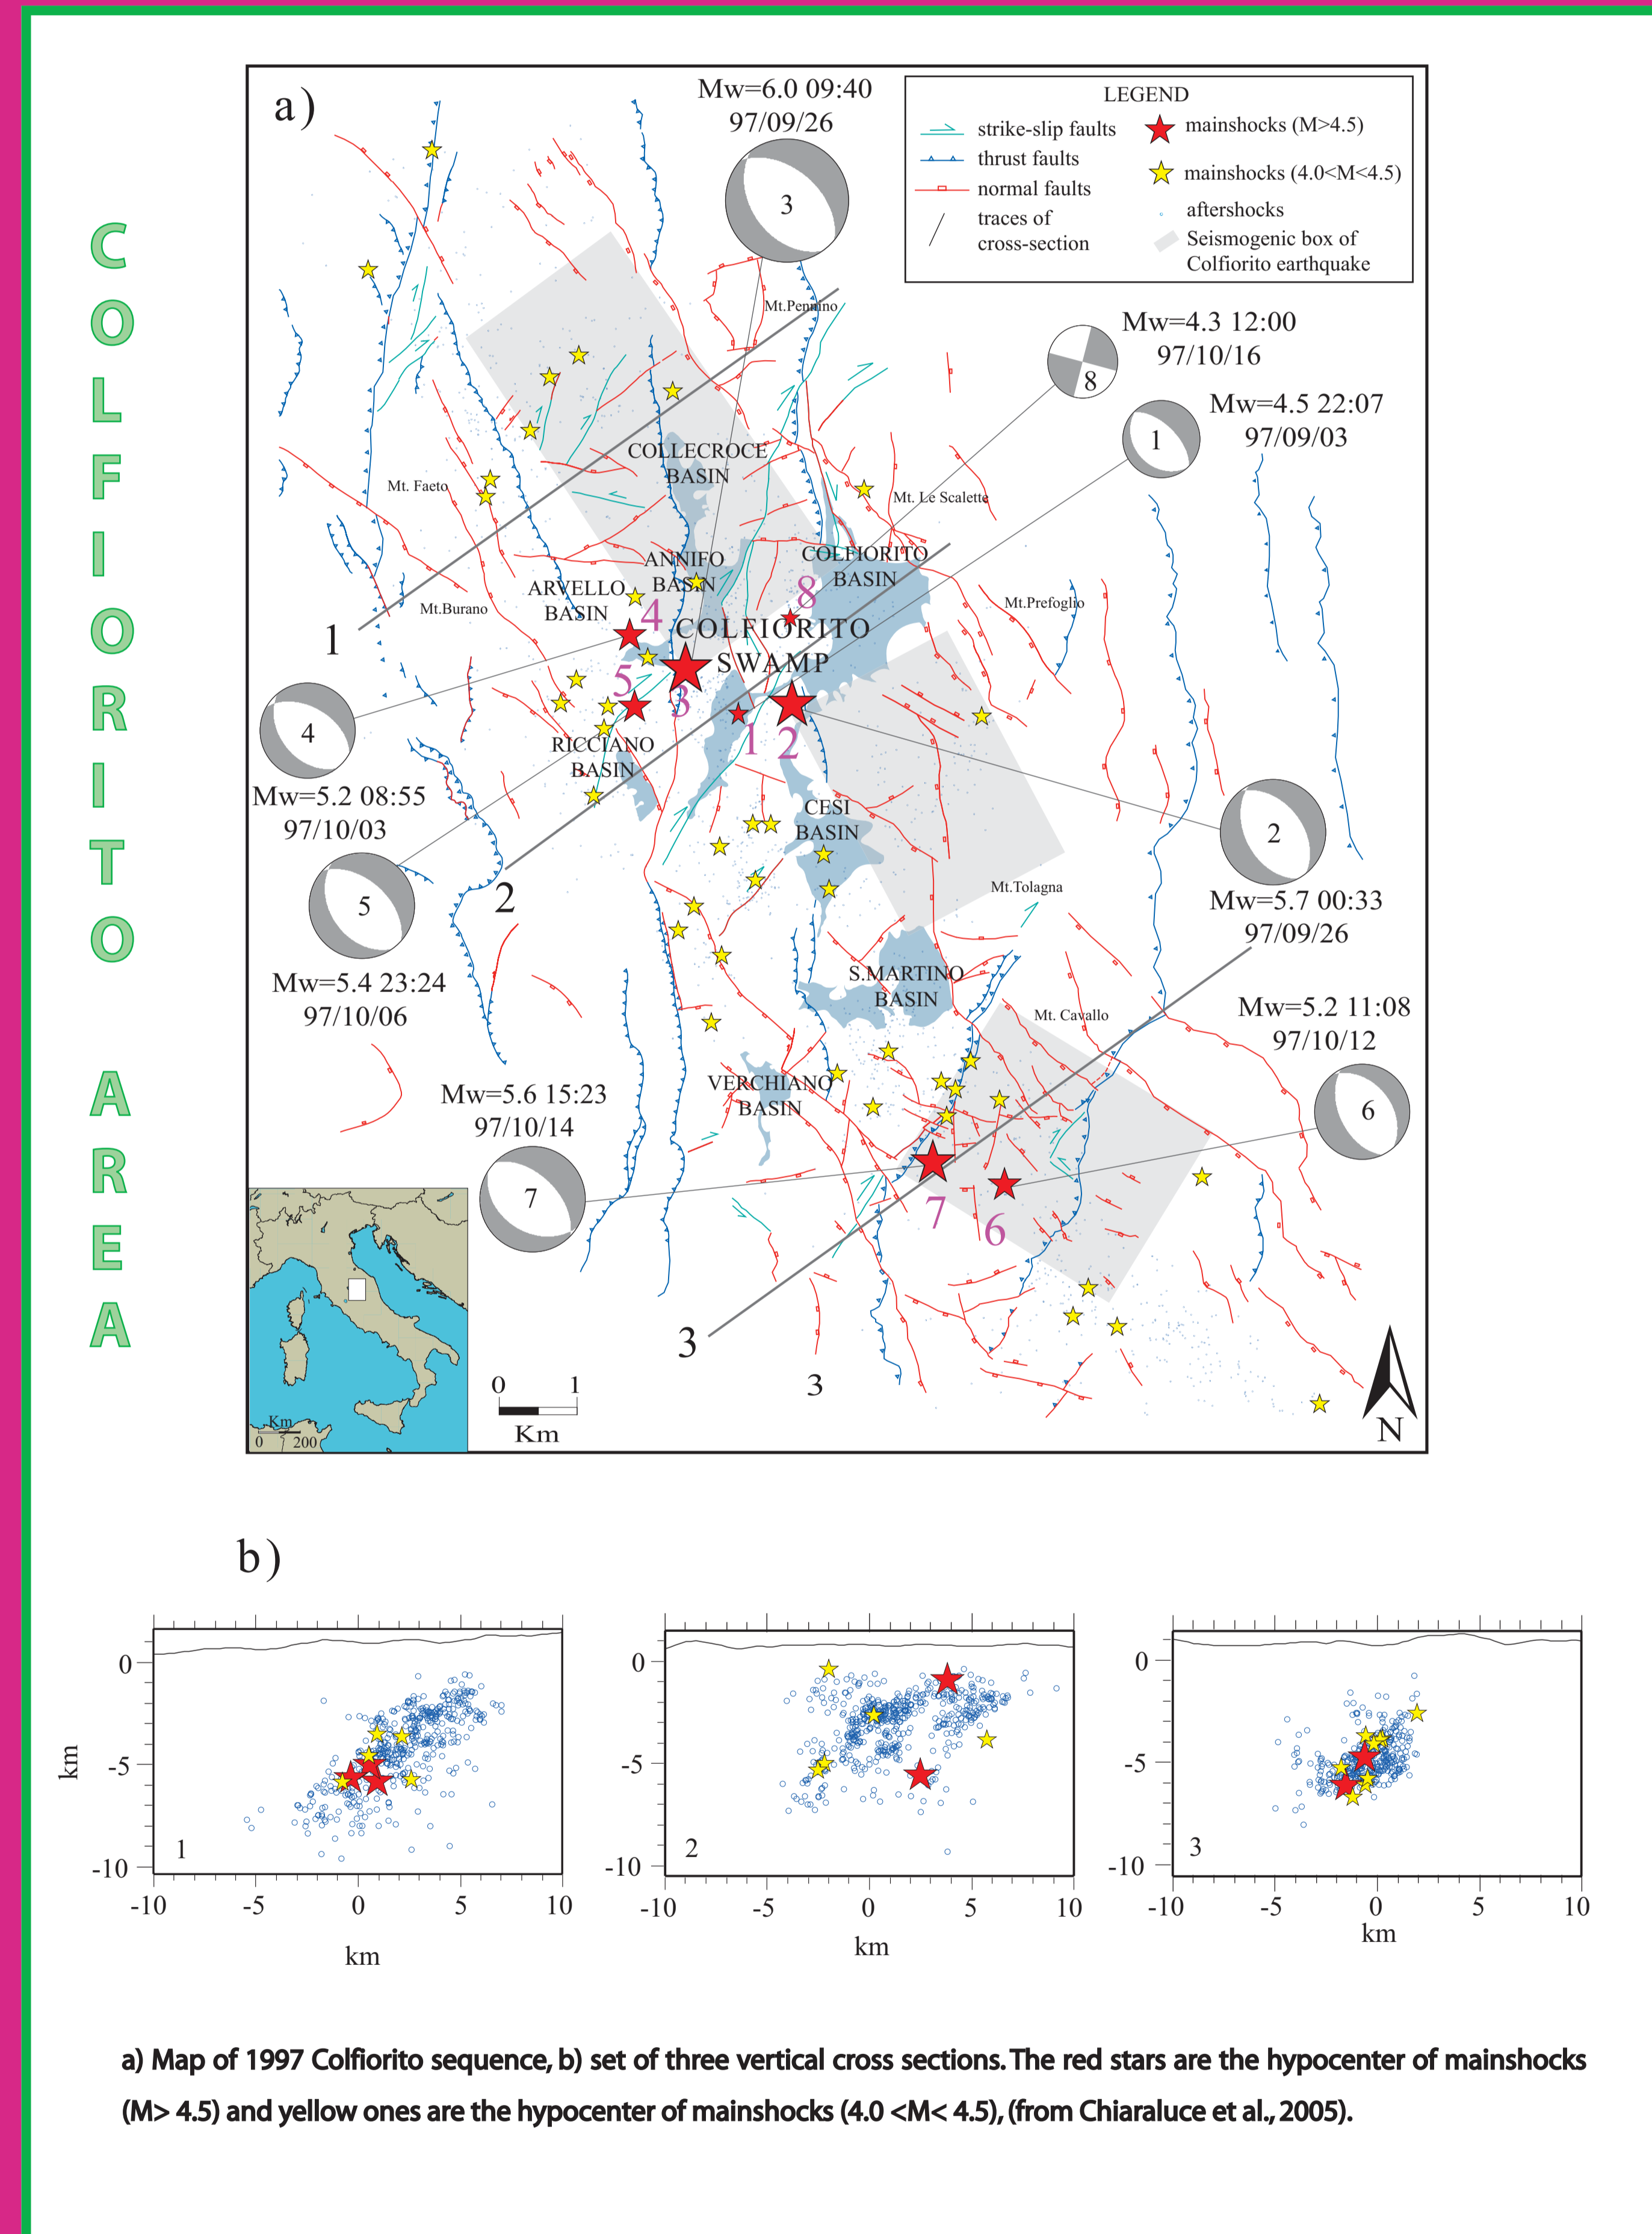 COLFIORITO AREA
a)
Mw=6.0 09:40
97/09/26
3
LEGEND
strike-slip faults
thrust faults
normal faults
traces of
cross-section
mainshocks (M>4.5)
mainshocks (4.0<M<4.5)
aftershocks
Seismogenic box of
Colfiorito earthquake
Mt.Pennino
Mw=4.3 12:00
97/10/16
8
Mw=4.5 22:07
97/09/03
1
COLLECROCE
BASIN
Mt. Faeto
Mt. Le Scalette
ANNIFO
BASIN
COLFIORITO
BASIN
ARVELLO
BASIN
Mt.Burano
Mt.Prefoglio
1
4
8
COLFIORITO
SWAMP
5
3
1
2
4
Mw=5.2 08:55
97/10/03
RICCIANO
BASIN
CESI
BASIN
2
Mw=5.7 00:33
97/09/26
2
5
Mw=5.4 23:24
97/10/06
Mt.Tolagna
S.MARTINO
BASIN
Mt. Cavallo
Mw=5.2 11:08
97/10/12
6
VERCHIANO
BASIN
Mw=5.6 15:23
97/10/14
7
7
6
3
3
0 1
Km
Km
0 200
N
b)
0
-5
-10
km
1
-10 -5 0 5 10
km
0
-5
-10
2
-10 -5 0 5 10
km
0
-5
-10
3
-10 -5 0 5 10
km
a) Map of 1997 Colfiorito sequence, b) set of three vertical cross sections. The red stars are the hypocenter of mainshocks
(M> 4.5) and yellow ones are the hypocenter of mainshocks (4.0 <M< 4.5), (from Chiaraluce et al., 2005).